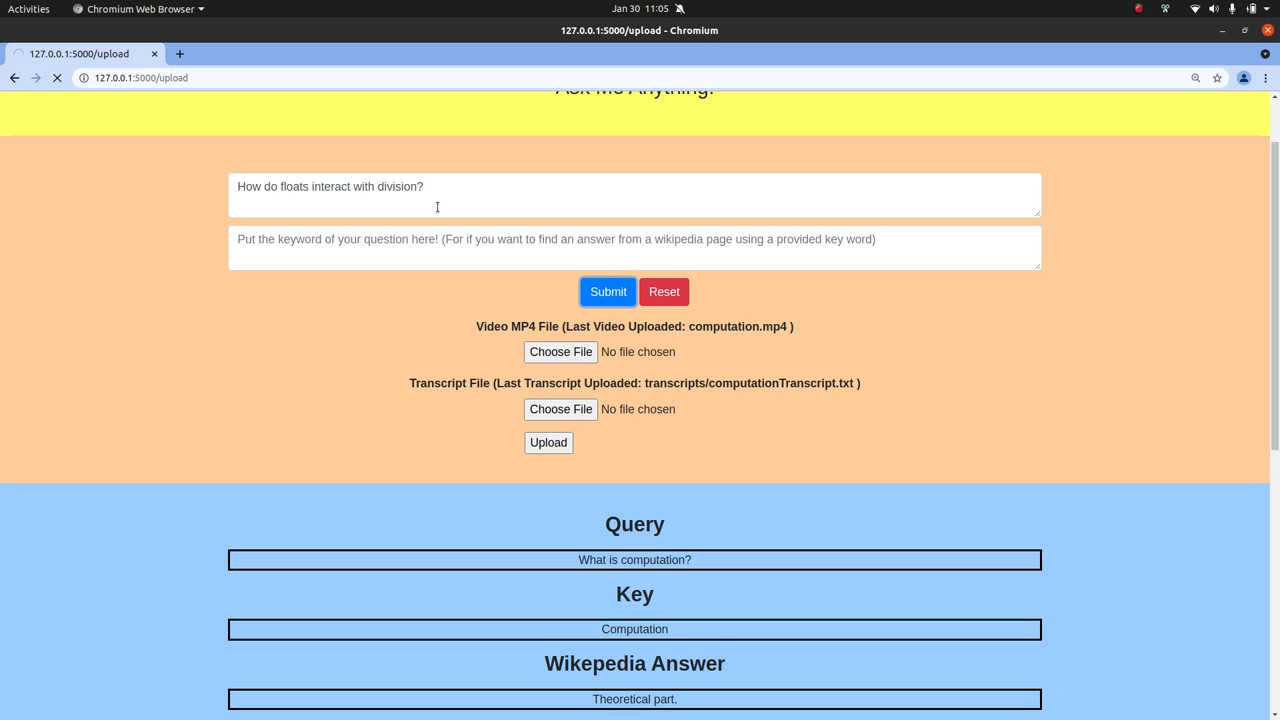 Activities
Chromium Web Browser
Jan 30 11:05
127.0.0.1:5000/upload - Chromium
127.0.0.1:5000/upload
127.0.0.1:5000/upload
Ask Me Anything!
How do floats interact with division?
Put the keyword of your question here! (For if you want to find an answer from a wikipedia page using a provided key word)
Submit
Reset
Video MP4 File (Last Video Uploaded: computation.mp4 )
Choose File No file chosen
Transcript File (Last Transcript Uploaded: transcripts/computationTranscript.txt )
Choose File No file chosen
Upload
Query
What is computation?
Key
Computation
Wikepedia Answer
Theoretical part.